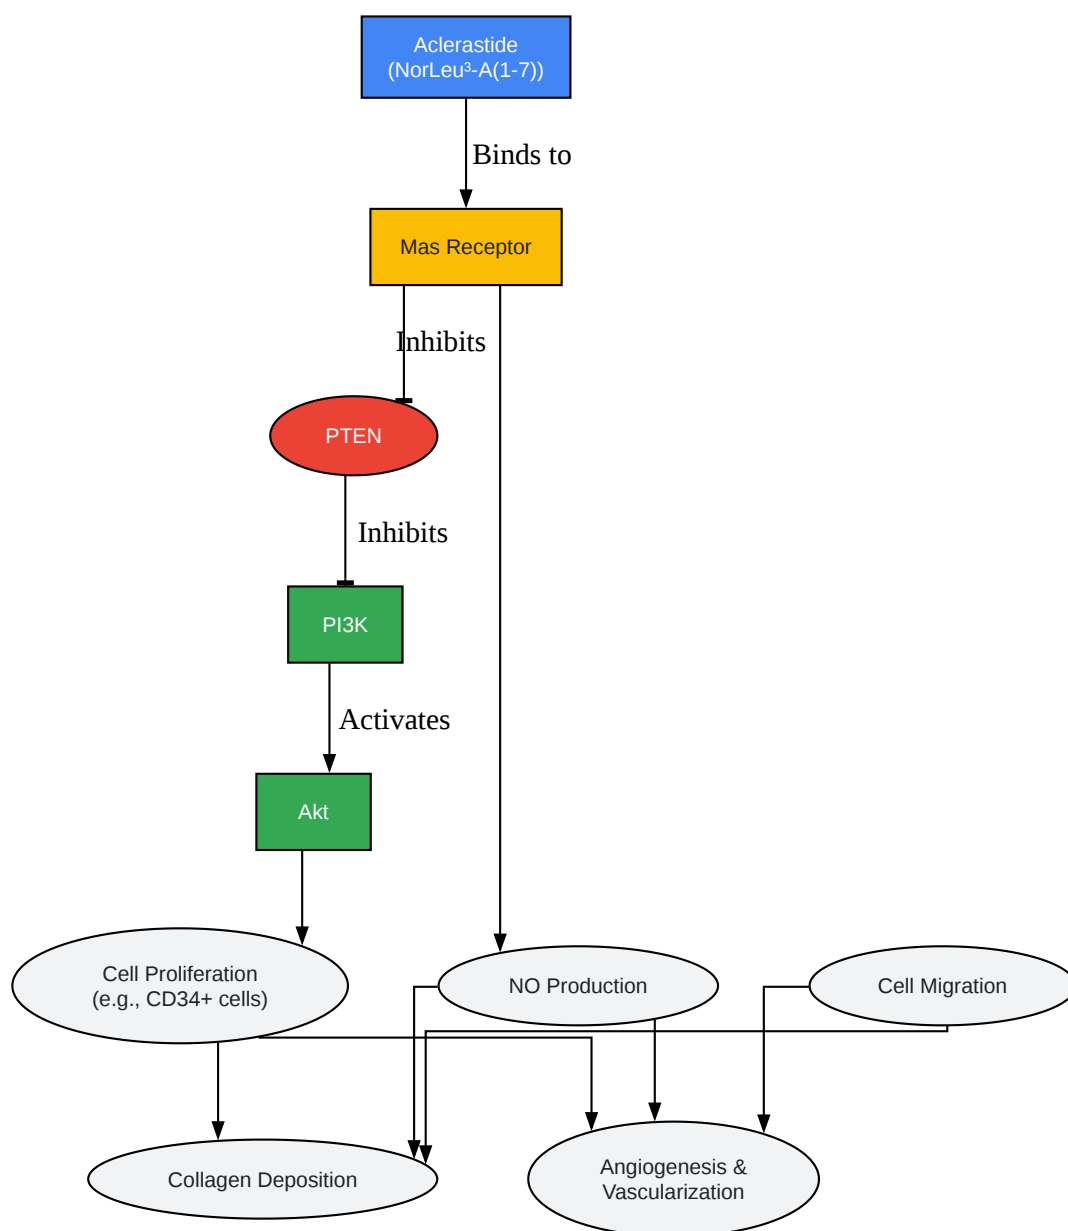 Aclerastide
(NorLeu³-A(1-7))
Binds to
Mas Receptor
Inhibits
PTEN
Inhibits
PI3K
Activates
Akt
Cell Proliferation
(e.g., CD34+ cells)
NO Production
Cell Migration
Collagen Deposition
Angiogenesis &
Vascularization